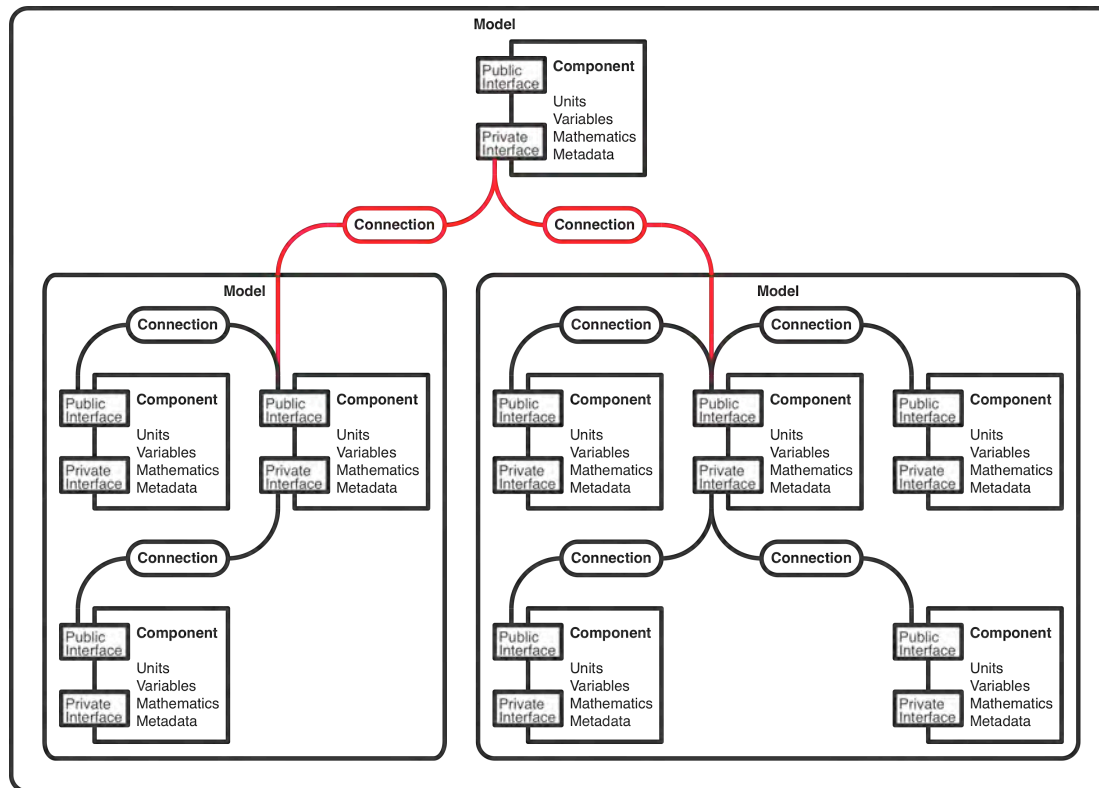 Model
Component
Public
Interface
Units
Variables
Private
Interface
Mathematics
Metadata
Connection
Connection
Model
Connection
Public
Interface
Component
Units
Variables
Private
Interface
Mathematics
Metadata
Public
Interface
Component
Units
Variables
Private
Interface
Mathematics
Metadata
Connection
Public
Interface
Component
Units
Variables
Private
Interface
Mathematics
Metadata
Model
Connection
Connection
Public
Interface
Component
Units
Variables
Private
Interface
Mathematics
Metadata
Public
Interface
Component
Units
Variables
Private
Interface
Mathematics
Metadata
Public
Interface
Component
Units
Variables
Private
Interface
Mathematics
Metadata
Connection
Connection
Public
Interface
Component
Units
Variables
Private
Interface
Mathematics
Metadata
Public
Interface
Component
Units
Variables
Private
Interface
Mathematics
Metadata